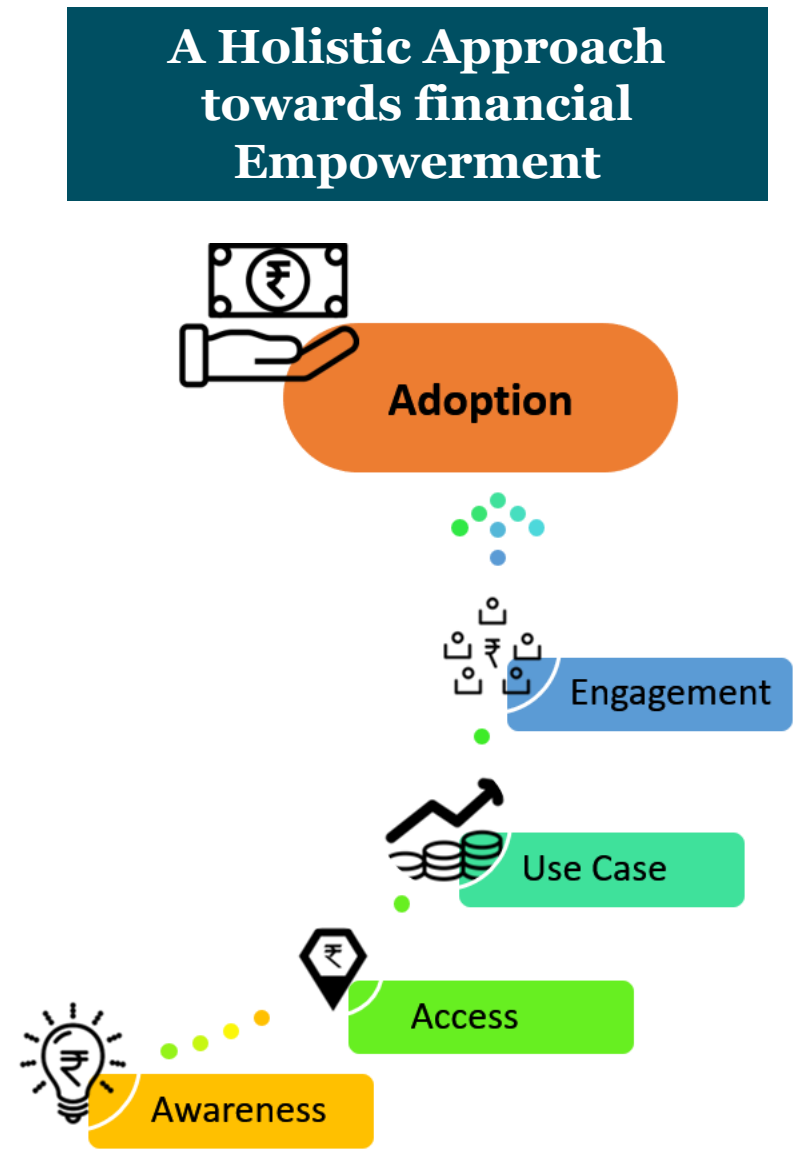 A Holistic Approach
towards financial
Empowerment
₹
Adoption
₹
Engagement
Use Case
₹
Access
₹
Awareness